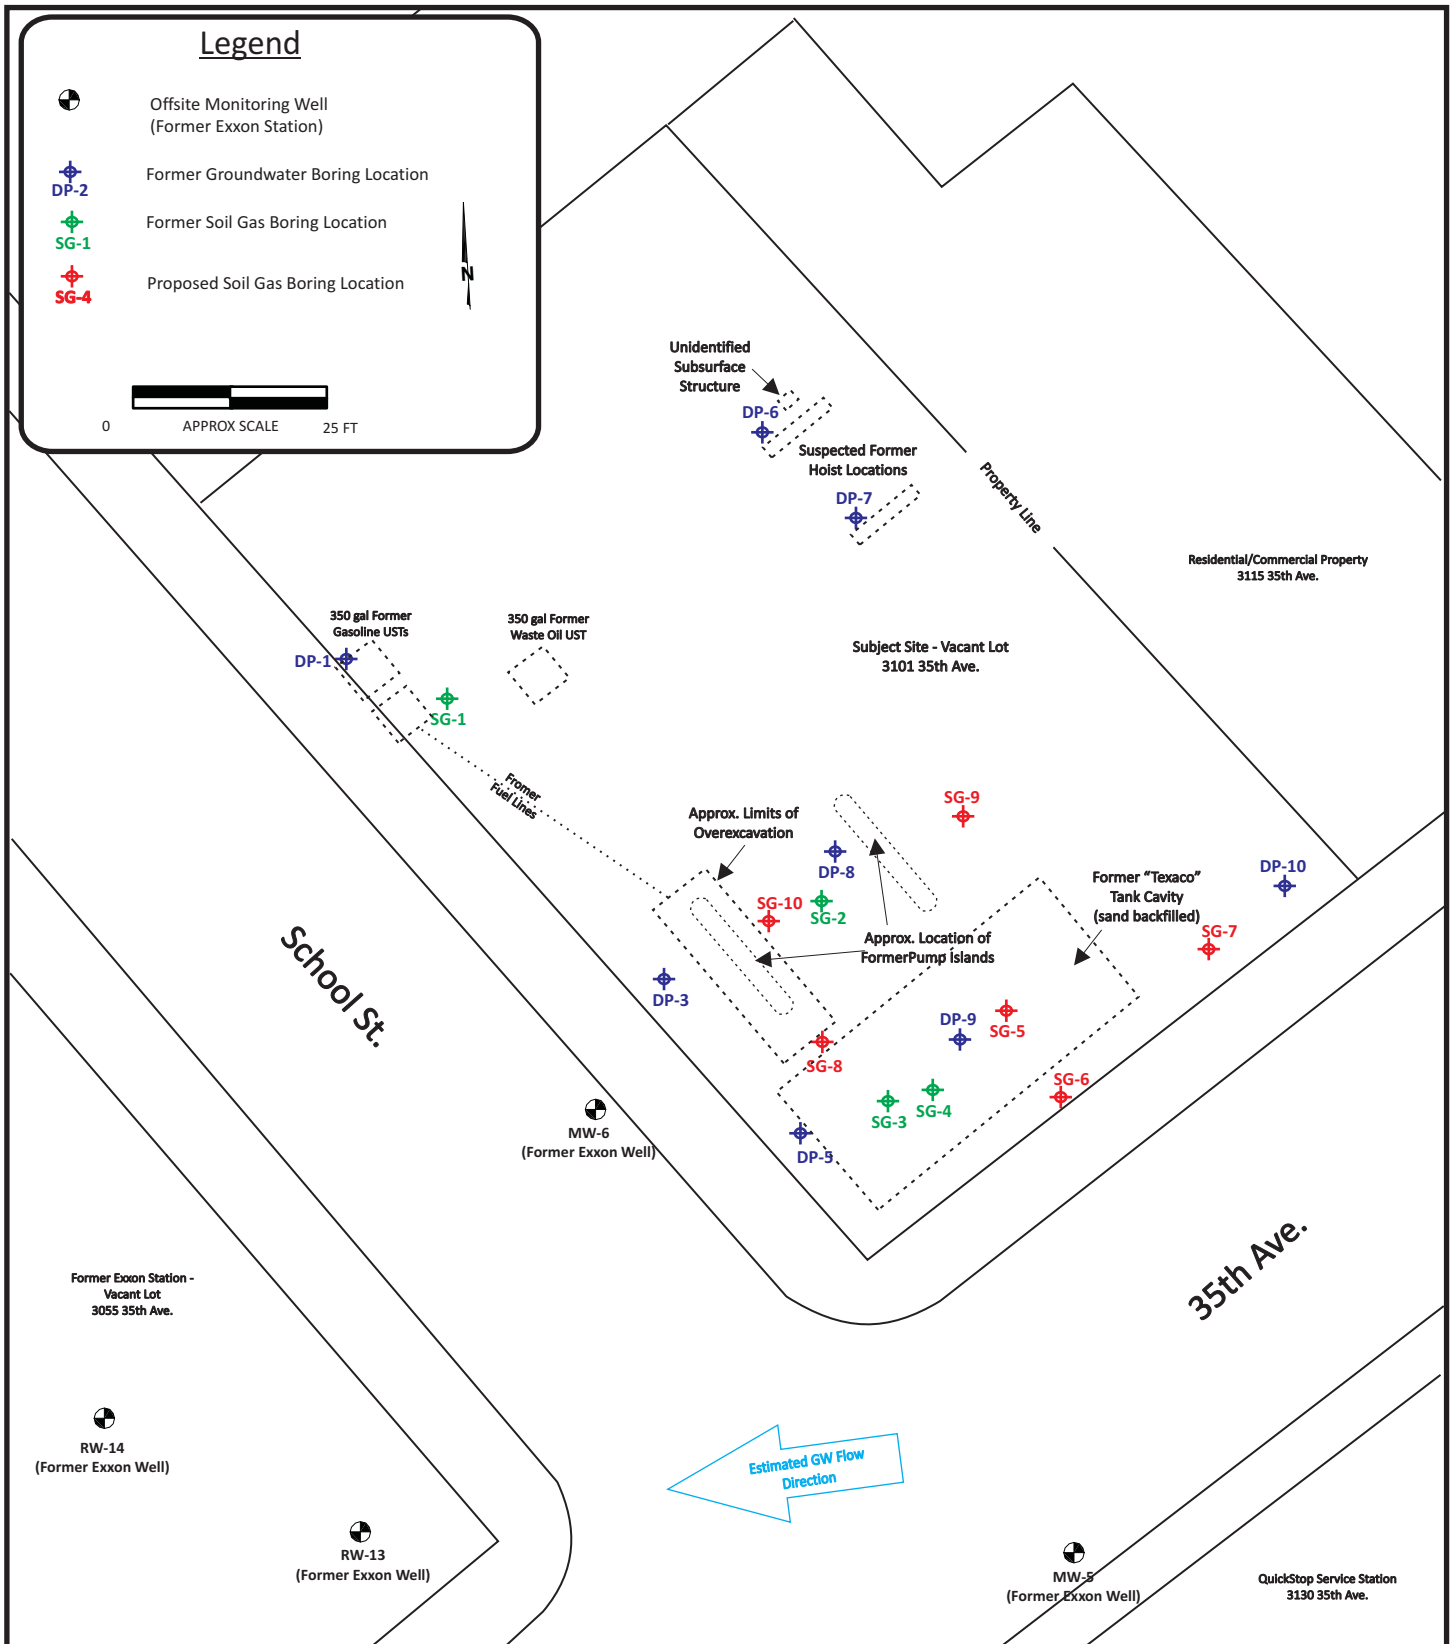 Legend
Offsite Monitoring Well
(Former Exxon Station)
DP-2
Former Groundwater Boring Location
SG-1
Former Soil Gas Boring Location
SG-4
Proposed Soil Gas Boring Location
N
0
APPROX SCALE
25 FT
Unidentified
Subsurface
Structure
DP-6
Suspected Former
Hoist Locations
DP-7
Property Line
Residential/Commercial Property
3115 35th Ave.
350 gal Former
Gasoline USTs
350 gal Former
Waste Oil UST
DP-1
SG-1
Subject Site - Vacant Lot
3101 35th Ave.
Fromer
Fuel Lines
Approx. Limits of
Overexcavation
SG-9
DP-8
DP-10
Former “Texaco”
Tank Cavity
(sand backfilled)
SG-10
SG-2
SG-7
Approx. Location of
FormerPump Islands
School St.
DP-3
DP-9
SG-5
SG-8
SG-6
SG-3
SG-4
MW-6
(Former Exxon Well)
DP-5
35th Ave.
Former Exxon Station -
Vacant Lot
3055 35th Ave.
RW-14
(Former Exxon Well)
Estimated GW Flow
Direction
RW-13
(Former Exxon Well)
MW-5
(Former Exxon Well)
QuickStop Service Station
3130 35th Ave.